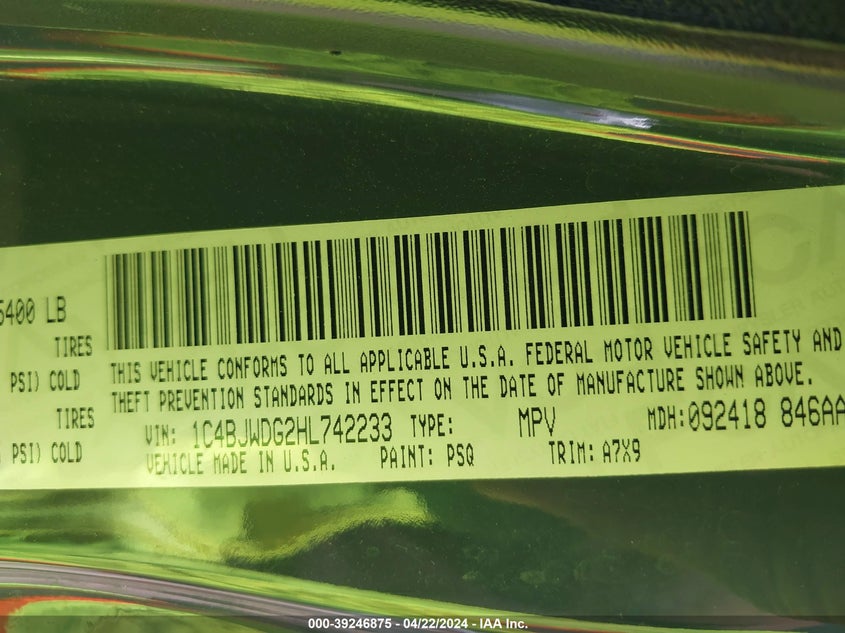 5400 LB
TIRES
PSI) COLD
TIRES
PSI) COLD
THIS VEHICLE CONFORMS TO ALL APPLICABLE U.S.A. FEDERAL MOTOR VEHICLE SAFETY AND
THEFT PREVENTION STANDARDS IN EFFECT ON THE DATE OF MANUFACTURE SHOWN ABOVE.
VIN: 1C4BJWDG2HL742233 TYPE: MPV MDH:092418 846AA
VEHICLE MADE IN U.S.A. PAINT: PSQ TRIM: A7X9
000-39246875 - 04/22/2024 - IAA Inc.